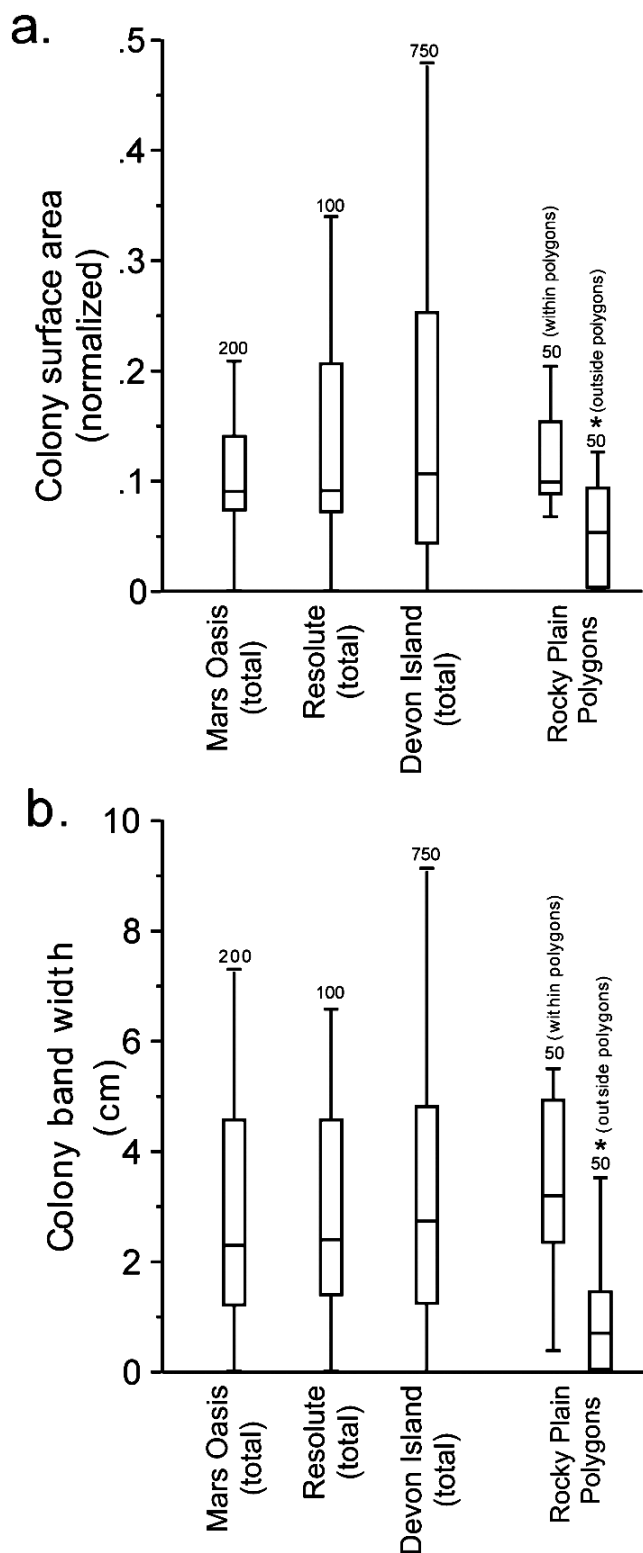 a.
Colony surface area
(normalized)
.5
.4
.3
.2
.1
0
200
100
750
50 (within polygons)
50 * (outside polygons)
Mars Oasis
(total)
Resolute
(total)
Devon Island
(total)
Rocky Plain
Polygons
b.
Colony band width
(cm)
10
8
6
4
2
0
200
100
750
50 (within polygons)
50 * (outside polygons)
Mars Oasis
(total)
Resolute
(total)
Devon Island
(total)
Rocky Plain
Polygons